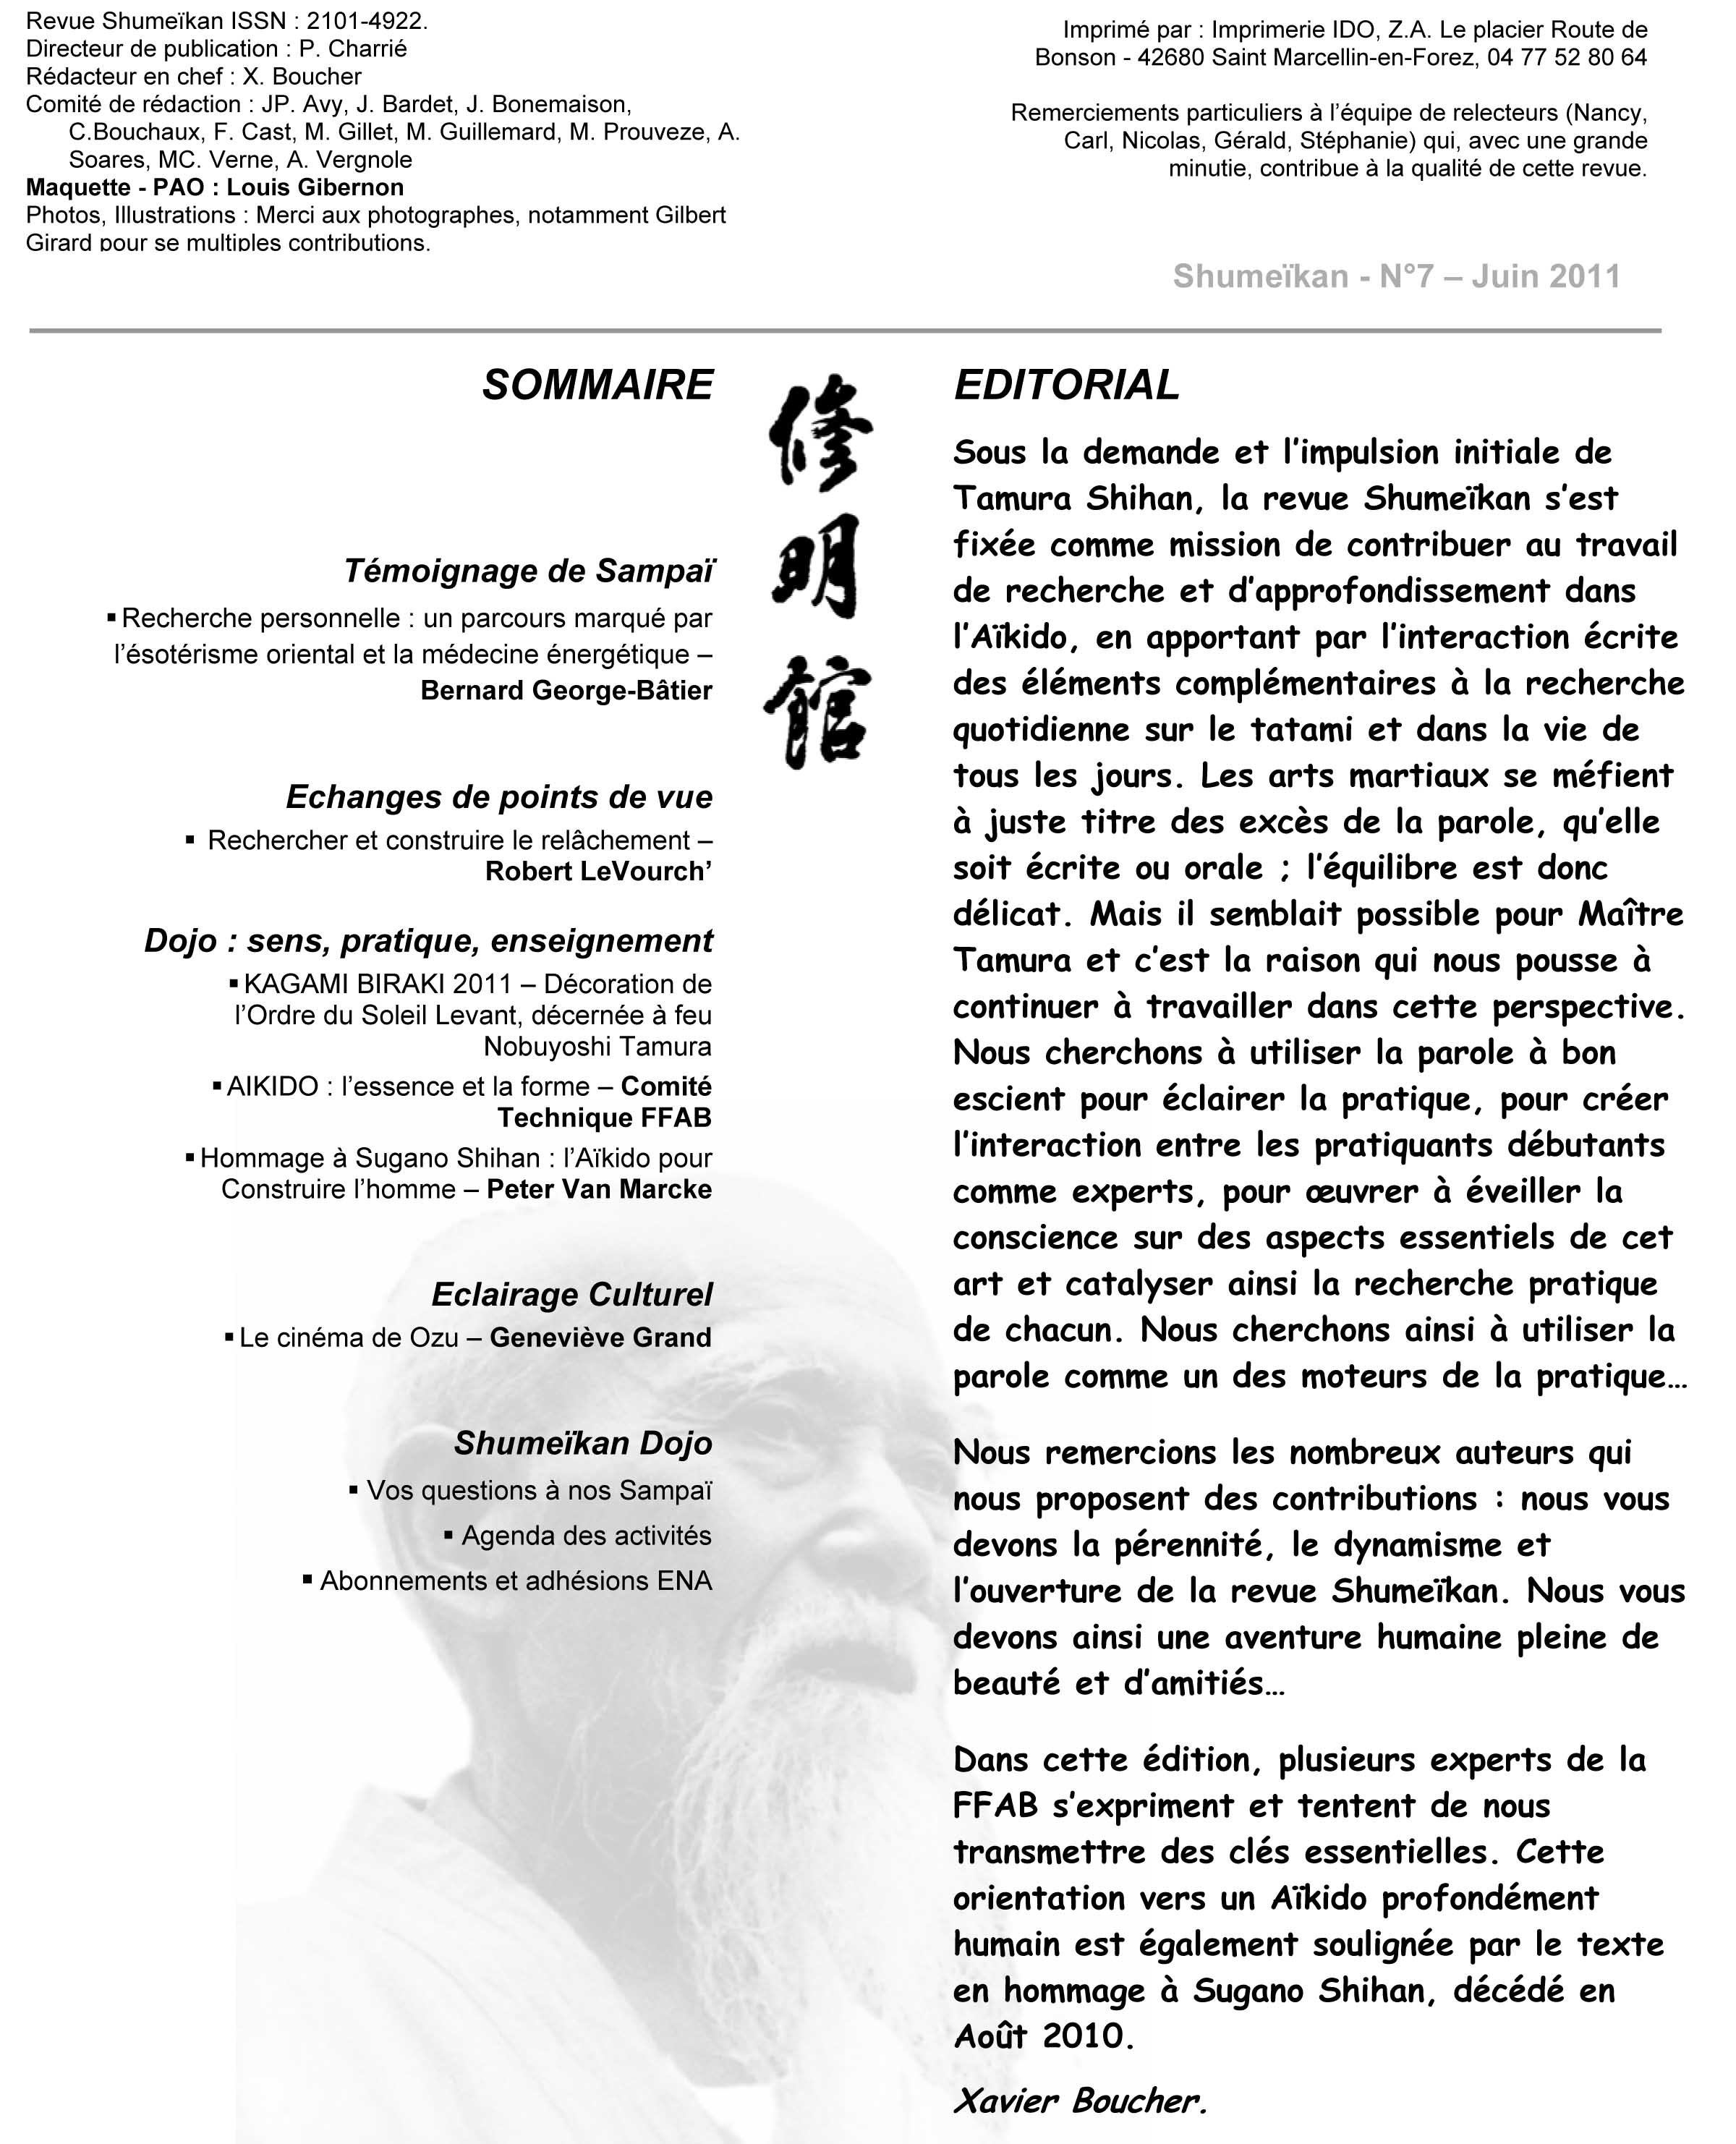 Revue Shumeïkan ISSN : 2101-4922.
Directeur de publication : P. Charrié
Rédacteur en chef : X. Boucher
Comité de rédaction : JP. Avy, J. Bardet, J. Bonemaison,
C.Bouchaux, F. Cast, M. Gillet, M. Guillemard, M. Prouveze, A.
Soares, MC. Verne, A. Vergnole
Maquette - PAO : Louis Gibernon
Photos, Illustrations : Merci aux photographes, notamment Gilbert
Girard pour se multiples contributions.
Imprimé par : Imprimerie IDO, Z.A. Le placier Route de
Bonson - 42680 Saint Marcellin-en-Forez, 04 77 52 80 64
Remerciements particuliers à l’équipe de relecteurs (Nancy,
Carl, Nicolas, Gérald, Stéphanie) qui, avec une grande
minutie, contribue à la qualité de cette revue.
Shumeïkan - N°7 – Juin 2011
SOMMAIRE
Témoignage de Sampaï
▪ Recherche personnelle : un parcours marqué par
l’ésotérisme oriental et la médecine énergétique –
Bernard George-Bâtier
Echanges de points de vue
▪ Rechercher et construire le relâchement –
Robert LeVourch’
Dojo : sens, pratique, enseignement
▪ KAGAMI BIRAKI 2011 – Décoration de
l’Ordre du Soleil Levant, décernée à feu
Nobuyoshi Tamura
▪ AIKIDO : l’essence et la forme – Comité
Technique FFAB
▪ Hommage à Sugano Shihan : l’Aïkido pour
Construire l’homme – Peter Van Marcke
Eclairage Culturel
▪ Le cinéma de Ozu – Geneviève Grand
Shumeïkan Dojo
▪ Vos questions à nos Sampaï
▪ Agenda des activités
▪ Abonnements et adhésions ENA
修
明
館
EDITORIAL
Sous la demande et l’impulsion initiale de
Tamura Shihan, la revue Shumeïkan s’est
fixée comme mission de contribuer au travail
de recherche et d’approfondissement dans
l’Aïkido, en apportant par l’interaction écrite
des éléments complémentaires à la recherche
quotidienne sur le tatami et dans la vie de
tous les jours. Les arts martiaux se méfient
à juste titre des excès de la parole, qu’elle
soit écrite ou orale ; l’équilibre est donc
délicat. Mais il semblait possible pour Maître
Tamura et c’est la raison qui nous pousse à
continuer à travailler dans cette perspective.
Nous cherchons à utiliser la parole à bon
escient pour éclairer la pratique, pour créer
l’interaction entre les pratiquants débutants
comme experts, pour œuvrer à éveiller la
conscience sur des aspects essentiels de cet
art et catalyser ainsi la recherche pratique
de chacun. Nous cherchons ainsi à utiliser la
parole comme un des moteurs de la pratique…
Nous remercions les nombreux auteurs qui
nous proposent des contributions : nous vous
devons la pérennité, le dynamisme et
l’ouverture de la revue Shumeïkan. Nous vous
devons ainsi une aventure humaine pleine de
beauté et d’amitiés…
Dans cette édition, plusieurs experts de la
FFAB s’expriment et tentent de nous
transmettre des clés essentielles. Cette
orientation vers un Aïkido profondément
humain est également soulignée par le texte
en hommage à Sugano Shihan, décédé en
Août 2010.
Xavier Boucher.